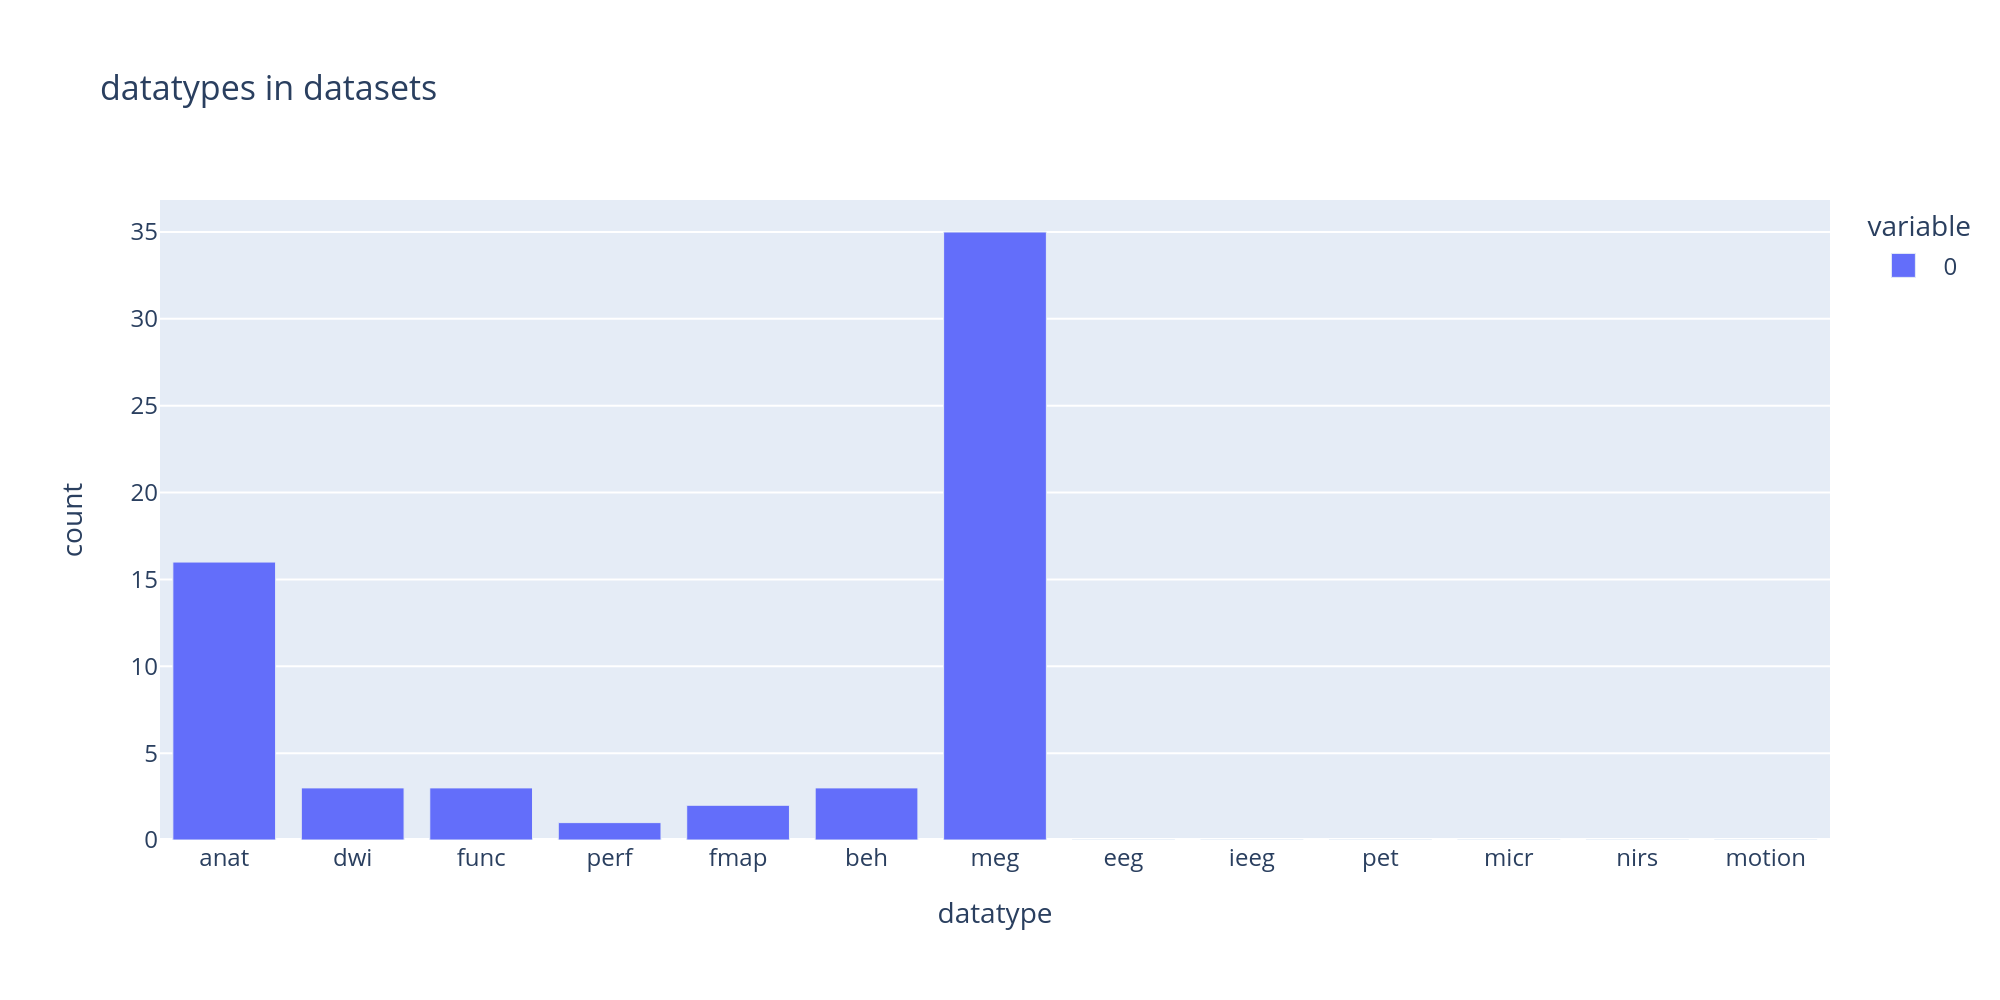 datatypes in datasets
variable
0
35
30
25
20
15
10
5
0
count
anat dwi func perf fmap beh meg eeg ieeg pet micr nirs motion
datatype